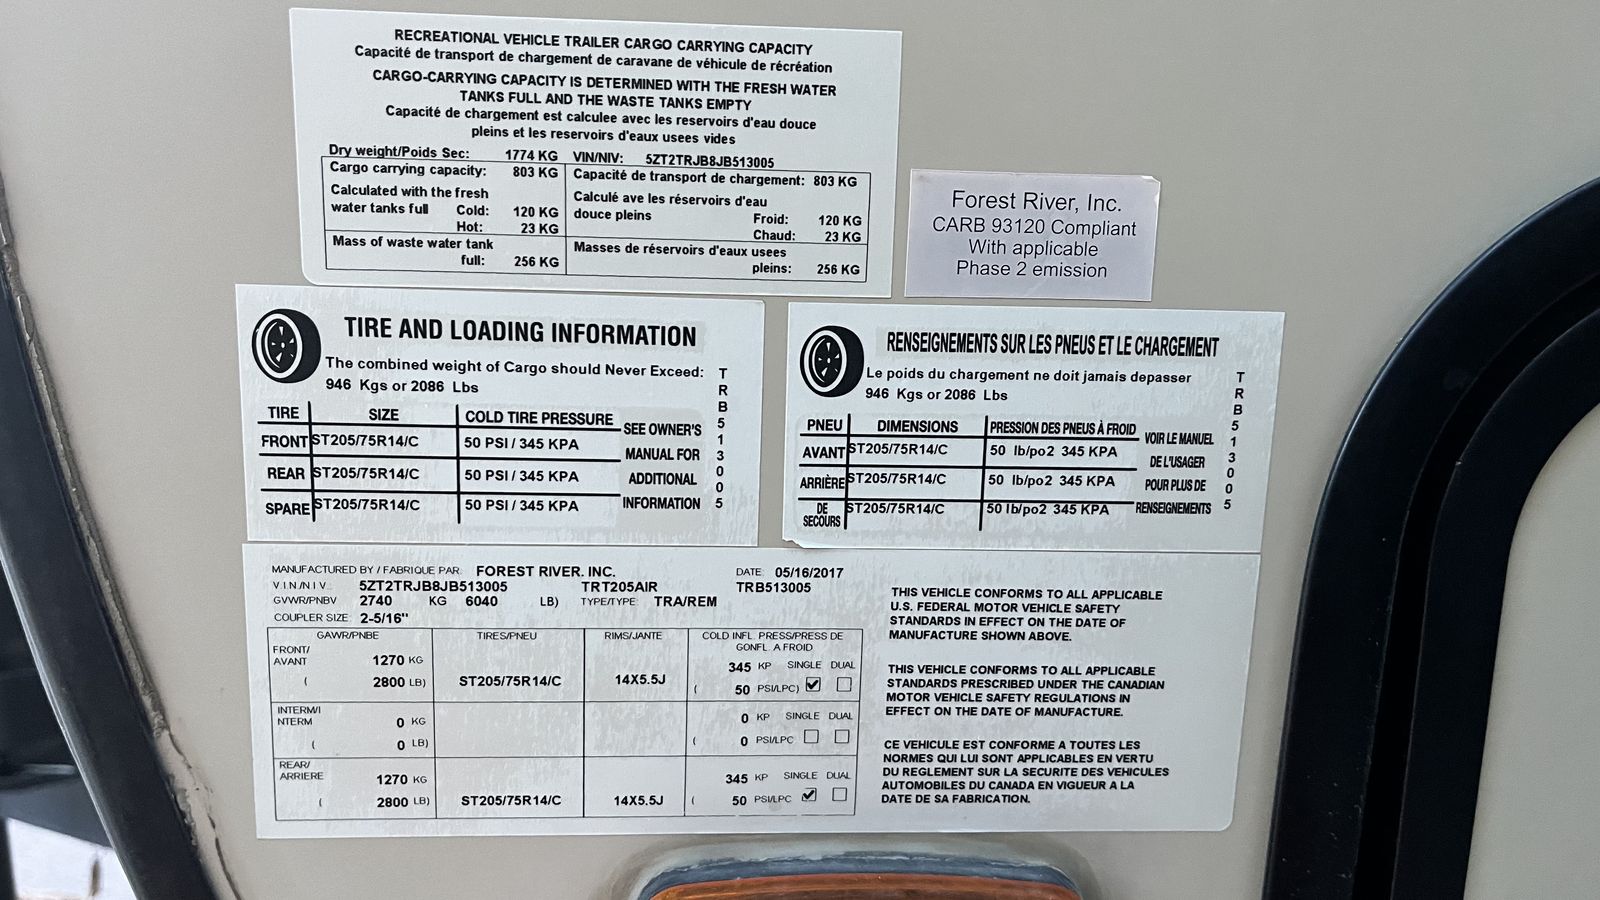 RECREATIONAL VEHICLE TRAILER CARGO CARRYING CAPACITY
Capacité de transport de chargement de caravane de véhicule de récréation
CARGO-CARRYING CAPACITY IS DETERMINED WITH THE FRESH WATER
TANKS FULL AND THE WASTE TANKS EMPTY
Capacité de chargement est calculee avec les reservoirs d'eau douce
pleins et les reservoirs d'eaux usees vides
Dry weight/Poids Sec: 1774 KG VIN/NIV: 5ZT2TRJB8JB513005
Cargo carrying capacity: 803 KG Capacité de transport de chargement: 803 KG
Calculated with the fresh Calculé ave les réservoirs d'eau
water tanks full Cold: 120 KG douce pleins Froid: 120 KG
Hot: 23 KG Chaud: 23 KG
Mass of waste water tank Masses de réservoirs d'eaux usees
full: 256 KG pleins: 256 KG
Forest River, Inc.
CARB 93120 Compliant
With applicable
Phase 2 emission
TIRE AND LOADING INFORMATION
The combined weight of Cargo should Never Exceed:
946 Kgs or 2086 Lbs
TIRE SIZE COLD TIRE PRESSURE
FRONT ST205/75R14/C 50 PSI / 345 KPA
REAR ST205/75R14/C 50 PSI / 345 KPA
SPARE ST205/75R14/C 50 PSI / 345 KPA
SEE OWNER'S
MANUAL FOR
ADDITIONAL
INFORMATION
TRB513005
RENSEIGNEMENTS SUR LES PNEUS ET LE CHARGEMENT
Le poids du chargement ne doit jamais depasser
946 Kgs or 2086 Lbs
PNEU DIMENSIONS PRESSION DES PNEUS À FROID
AVANT ST205/75R14/C 50 lb/po2 345 KPA
ARRIÈRE ST205/75R14/C 50 lb/po2 345 KPA
DE
SECOURS ST205/75R14/C 50 lb/po2 345 KPA
VOIR LE MANUEL
DE L'USAGER
POUR PLUS DE
RENSEIGNEMENTS
TRB513005
MANUFACTURED BY / FABRIQUE PAR: FOREST RIVER. INC. DATE: 05/16/2017
V I N /N I V: 5ZT2TRJB8JB513005 TRT205AIR TRB513005
GVWR/PNBV 2740 KG 6040 LB) TYPE/TYPE: TRA/REM
COUPLER SIZE: 2-5/16"
GAWR/PNBE TIRES/PNEU RIMS/JANTE COLD INFL. PRESS/PRESS DE
GONFL. A FROID
FRONT/
AVANT 1270 KG 345 KP SINGLE DUAL
( 2800 LB) ST205/75R14/C 14X5.5J ( 50 PSI/LPC)
INTERM/I
NTERM 0 KG 0 KP SINGLE DUAL
( 0 LB) ( 0 PSI/LPC
REAR/
ARRIERE 1270 KG 345 KP SINGLE DUAL
( 2800 LB) ST205/75R14/C 14X5.5J ( 50 PSI/LPC
THIS VEHICLE CONFORMS TO ALL APPLICABLE
U.S. FEDERAL MOTOR VEHICLE SAFETY
STANDARDS IN EFFECT ON THE DATE OF
MANUFACTURE SHOWN ABOVE.
THIS VEHICLE CONFORMS TO ALL APPLICABLE
STANDARDS PRESCRIBED UNDER THE CANADIAN
MOTOR VEHICLE SAFETY REGULATIONS IN
EFFECT ON THE DATE OF MANUFACTURE.
CE VEHICULE EST CONFORME A TOUTES LES
NORMES QUI LUI SONT APPLICABLES EN VERTU
DU REGLEMENT SUR LA SECURITE DES VEHICULES
AUTOMOBILES DU CANADA EN VIGUEUR A LA
DATE DE SA FABRICATION.